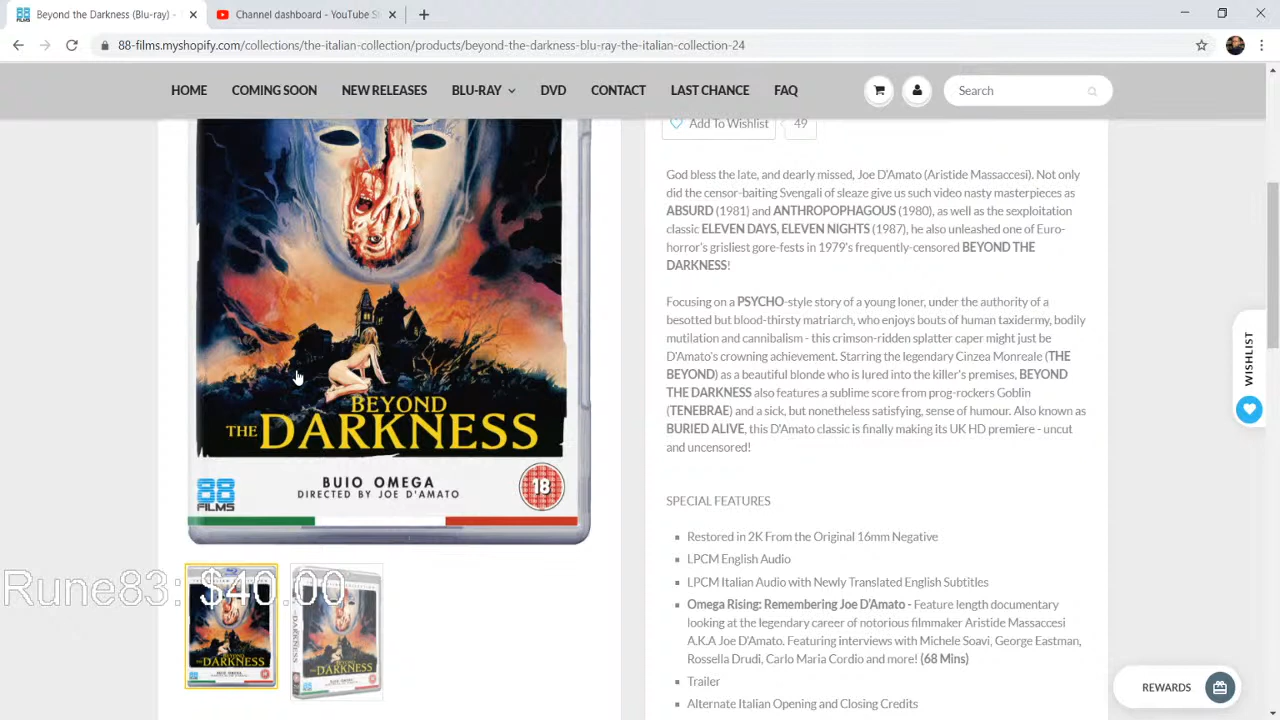 Beyond the Darkness (Blu-ray) -
Channel dashboard - YouTube St
88-films.myshopify.com/collections/the-italian-collection/products/beyond-the-darkness-blu-ray-the-italian-collection-24
HOME COMING SOON NEW RELEASES BLU-RAY DVD CONTACT LAST CHANCE FAQ
Search
Add To Wishlist 49
God bless the late, and dearly missed, Joe D'Amato (Aristide Massaccesi). Not only
did the censor-baiting Svengali of sleaze give us such video nasty masterpieces as
ABSURD (1981) and ANTHROPOPHAGOUS (1980), as well as the sexploitation
classic ELEVEN DAYS, ELEVEN NIGHTS (1987), he also unleashed one of Euro-
horror's grisliest gore-fests in 1979's frequently-censored BEYOND THE
DARKNESS!
Focusing on a PSYCHO-style story of a young loner, under the authority of a
besotted but blood-thirsty matriarch, who enjoys bouts of human taxidermy, bodily
mutilation and cannibalism - this crimson-ridden splatter caper might just be
D'Amato's crowning achievement. Starring the legendary Cinzea Monreale (THE
BEYOND) as a beautiful blonde who is lured into the killer's premises, BEYOND
THE DARKNESS also features a sublime score from prog-rockers Goblin
(TENEBRAE) and a sick, but nonetheless satisfying, sense of humour. Also known as
BURIED ALIVE, this D'Amato classic is finally making its UK HD premiere - uncut
and uncensored!
SPECIAL FEATURES
Restored in 2K From the Original 16mm Negative
LPCM English Audio
LPCM Italian Audio with Newly Translated English Subtitles
Omega Rising: Remembering Joe D'Amato - Feature length documentary
looking at the legendary career of notorious filmmaker Aristide Massaccesi
A.K.A Joe D'Amato. Featuring interviews with Michele Soavi, George Eastman,
Rossella Drudi, Carlo Maria Cordio and more! (68 Mins)
Trailer
Alternate Italian Opening and Closing Credits
BEYOND
THE DARKNESS
88
FILMS
BUIO OMEGA
DIRECTED BY JOE D'AMATO
18
Rune83: $40.00
BEYOND
THE DARKNESS
BUIO OMEGA
BEYOND
THE DARKNESS
BUIO OMEGA
WISHLIST
REWARDS